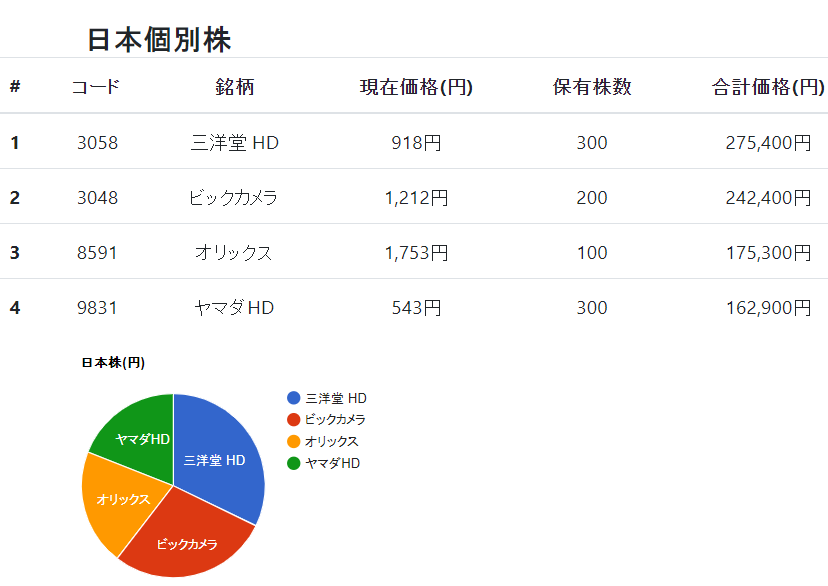 日本個別株
# コード 銘柄 現在価格(円) 保有株数 合計価格(円)
1 3058 三洋堂 HD 918円 300 275,400円
2 3048 ビックカメラ 1,212円 200 242,400円
3 8591 オリックス 1,753円 100 175,300円
4 9831 ヤマダHD 543円 300 162,900円
日本株(円)
三洋堂 HD
ビックカメラ
オリックス
ヤマダHD
ヤマダHD
三洋堂 HD
オリックス
ビックカメラ